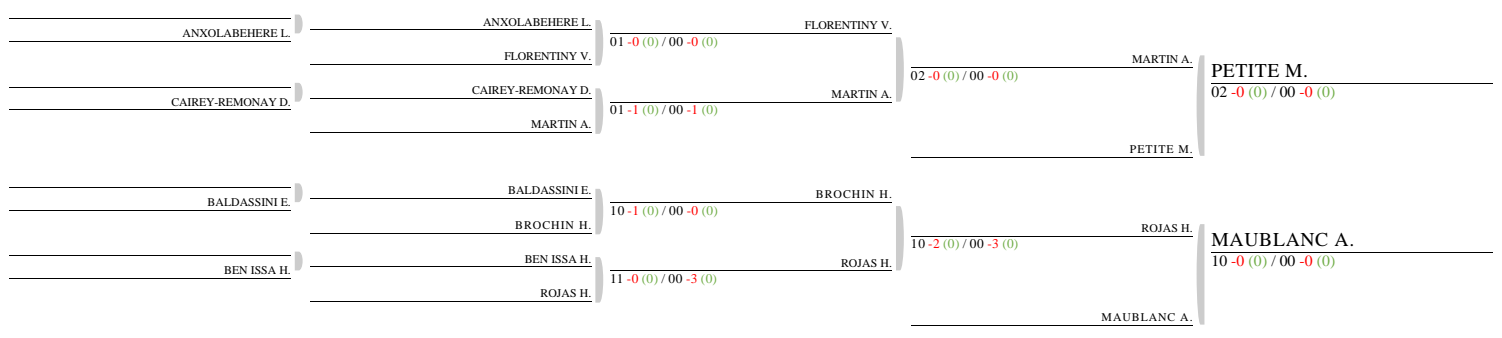 ANXOLABEHERE L.
CAIREY-REMONAY D.
BALDASSINI E.
BEN ISSA H.
ANXOLABEHERE L.
FLORENTINY V.
CAIREY-REMONAY D.
MARTIN A.
BALDASSINI E.
BROCHIN H.
BEN ISSA H.
ROJAS H.
FLORENTINY V.
01 -0 (0) / 00 -0 (0)
MARTIN A.
01 -1 (0) / 00 -1 (0)
BROCHIN H.
10 -1 (0) / 00 -0 (0)
ROJAS H.
11 -0 (0) / 00 -3 (0)
MARTIN A.
02 -0 (0) / 00 -0 (0)
PETITE M.
ROJAS H.
10 -2 (0) / 00 -3 (0)
MAUBLANC A.
PETITE M.
02 -0 (0) / 00 -0 (0)
MAUBLANC A.
10 -0 (0) / 00 -0 (0)